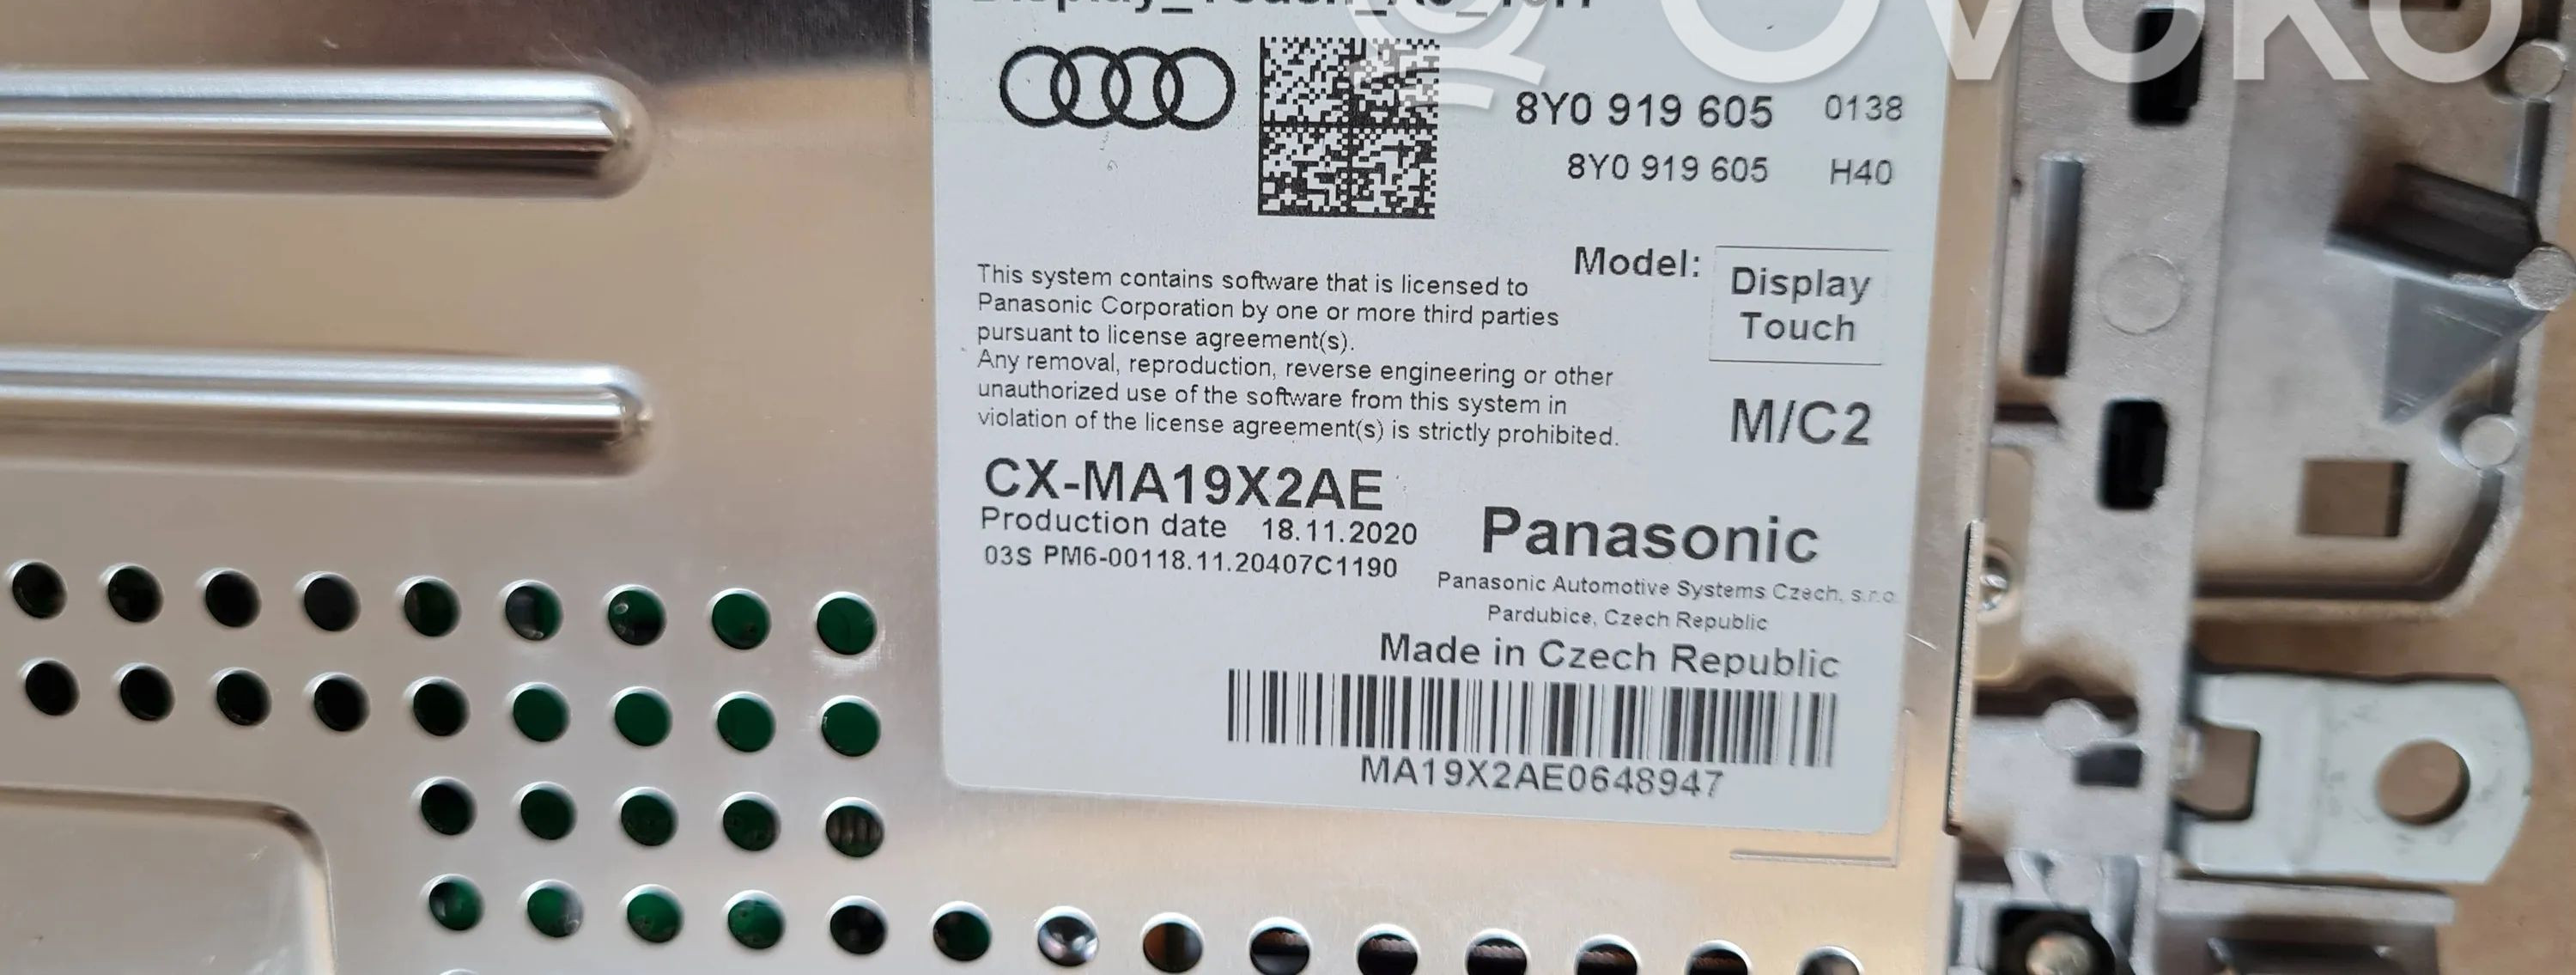 OVOKO
8Y0 919 605 0138
8Y0 919 605 H40
Model: Display Touch
This system contains software that is licensed to
Panasonic Corporation by one or more third parties
pursuant to license agreement(s).
Any removal, reproduction, reverse engineering or other
unauthorized use of the software from this system in
violation of the license agreement(s) is strictly prohibited.
M/C2
CX-MA19X2AE
Production date 18.11.2020
03S PM6-00118.11.20407C1190
Panasonic
Panasonic Automotive Systems Czech, s.r.o.
Pardubice, Czech Republic
Made in Czech Republic
MA19X2AE0648947